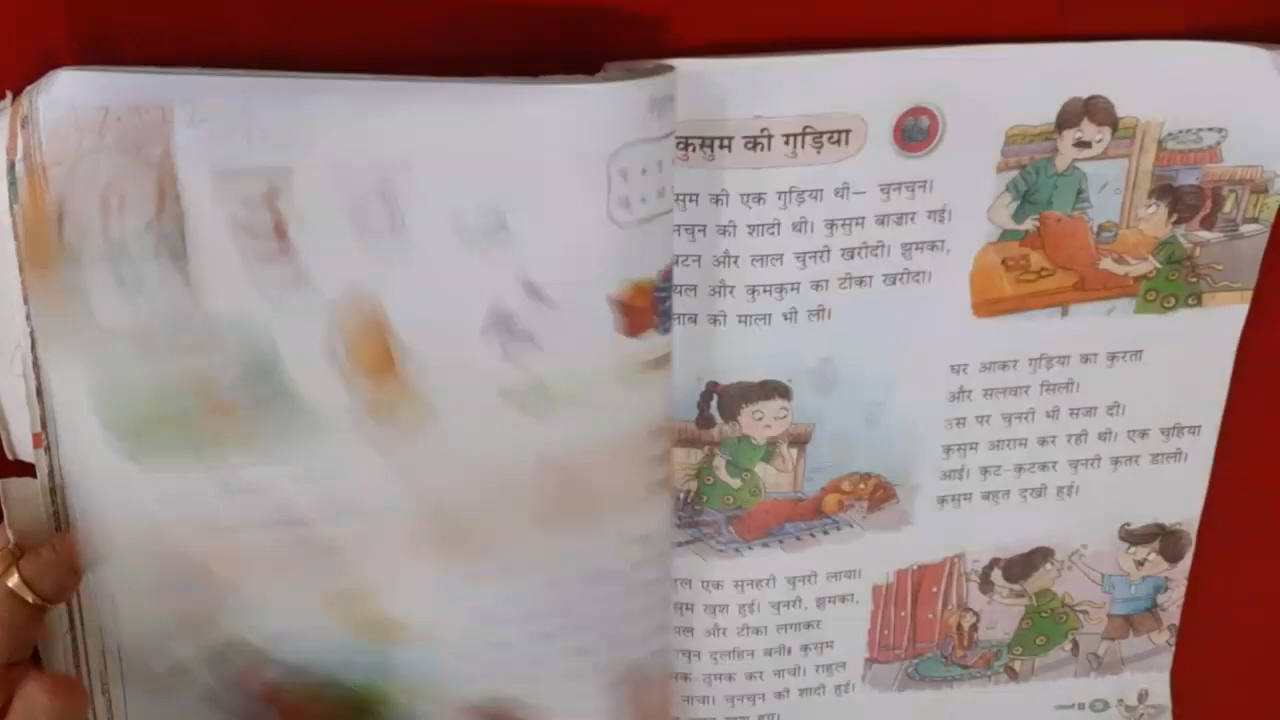 कुसुम की गुड़िया
सुम की एक गुड़िया थी– चुनचुन।
नचुन की शादी थी। कुसुम बाज़ार गई।
बटन और लाल चुनरी खरीदी। झुमका,
यल और कुमकुम का टीका खरीदा।
लाब की माला भी ली।
घर आकर गुड़िया का कुरता
और सलवार सिली।
उस पर चुनरी भी सजा दी।
कुसुम आराम कर रही थी। एक चुहिया
आई। कुट-कुटकर चुनरी कुतर डाली।
कुसुम बहुत दुखी हुई।
हुल एक सुनहरी चुनरी लाया।
सुम खुश हुई। चुनरी, झुमका,
यल और टीका लगाकर
चुन दुलहिन बनी। कुसुम
मक-ठुमक कर नाची। राहुल
नाचा। चुनचुन की शादी हुई।